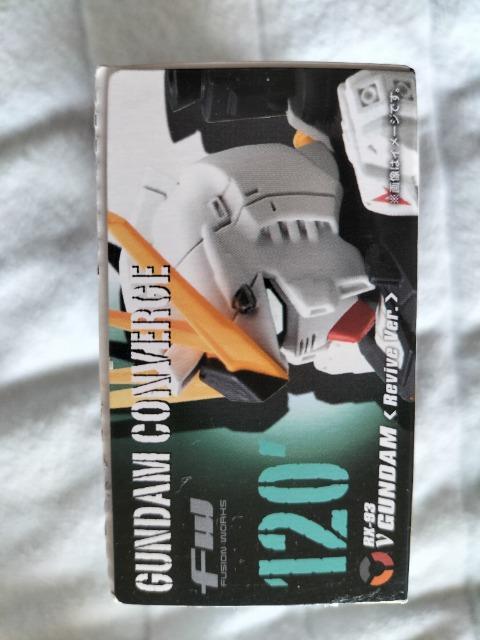 GUNDAM CONVERGE
FW
FUSION WORKS
120'
RX-93
νGUNDAM <Revive Ver.>
※画像はイメージです。